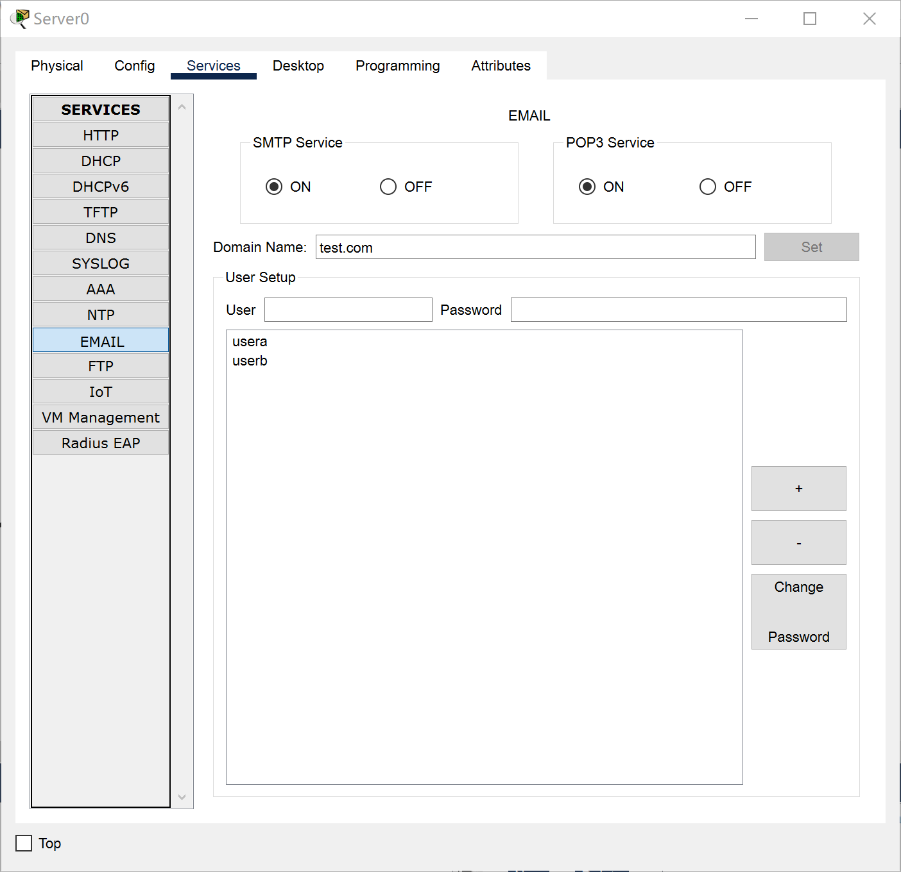 Server0
Physical Config Services Desktop Programming Attributes
SERVICES
HTTP
DHCP
DHCPv6
TFTP
DNS
SYSLOG
AAA
NTP
EMAIL
FTP
IoT
VM Management
Radius EAP
EMAIL
SMTP Service
ON OFF
POP3 Service
ON OFF
Domain Name: test.com Set
User Setup
User Password
usera
userb
+
-
Change
Password
Top